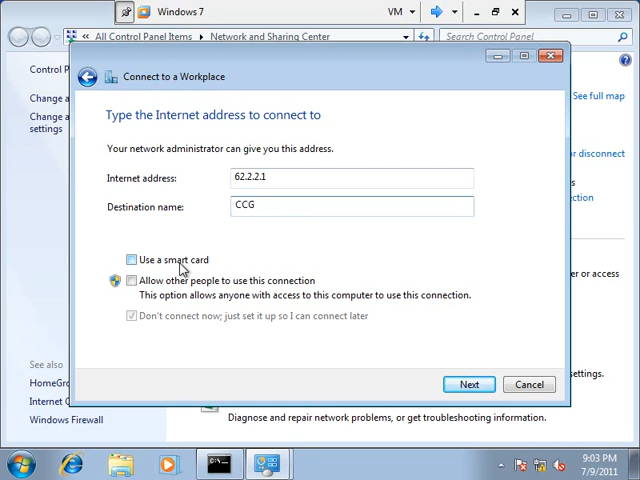 Windows 7
VM
All Control Panel Items
Network and Sharing Center
Search Control Panel
Control P
Change a
Change a
settings
See full map
or disconnect
s
ection
er or access
settings.
Connect to a Workplace
Type the Internet address to connect to
Your network administrator can give you this address.
Internet address:
62.2.2.1
Destination name:
CCG
Use a smart card
Allow other people to use this connection
This option allows anyone with access to this computer to use this connection.
Don't connect now; just set it up so I can connect later
Next
Cancel
See also
HomeGro
Internet O
Windows Firewall
Diagnose and repair network problems, or get troubleshooting information.
C:\_
9:03 PM
7/9/2011